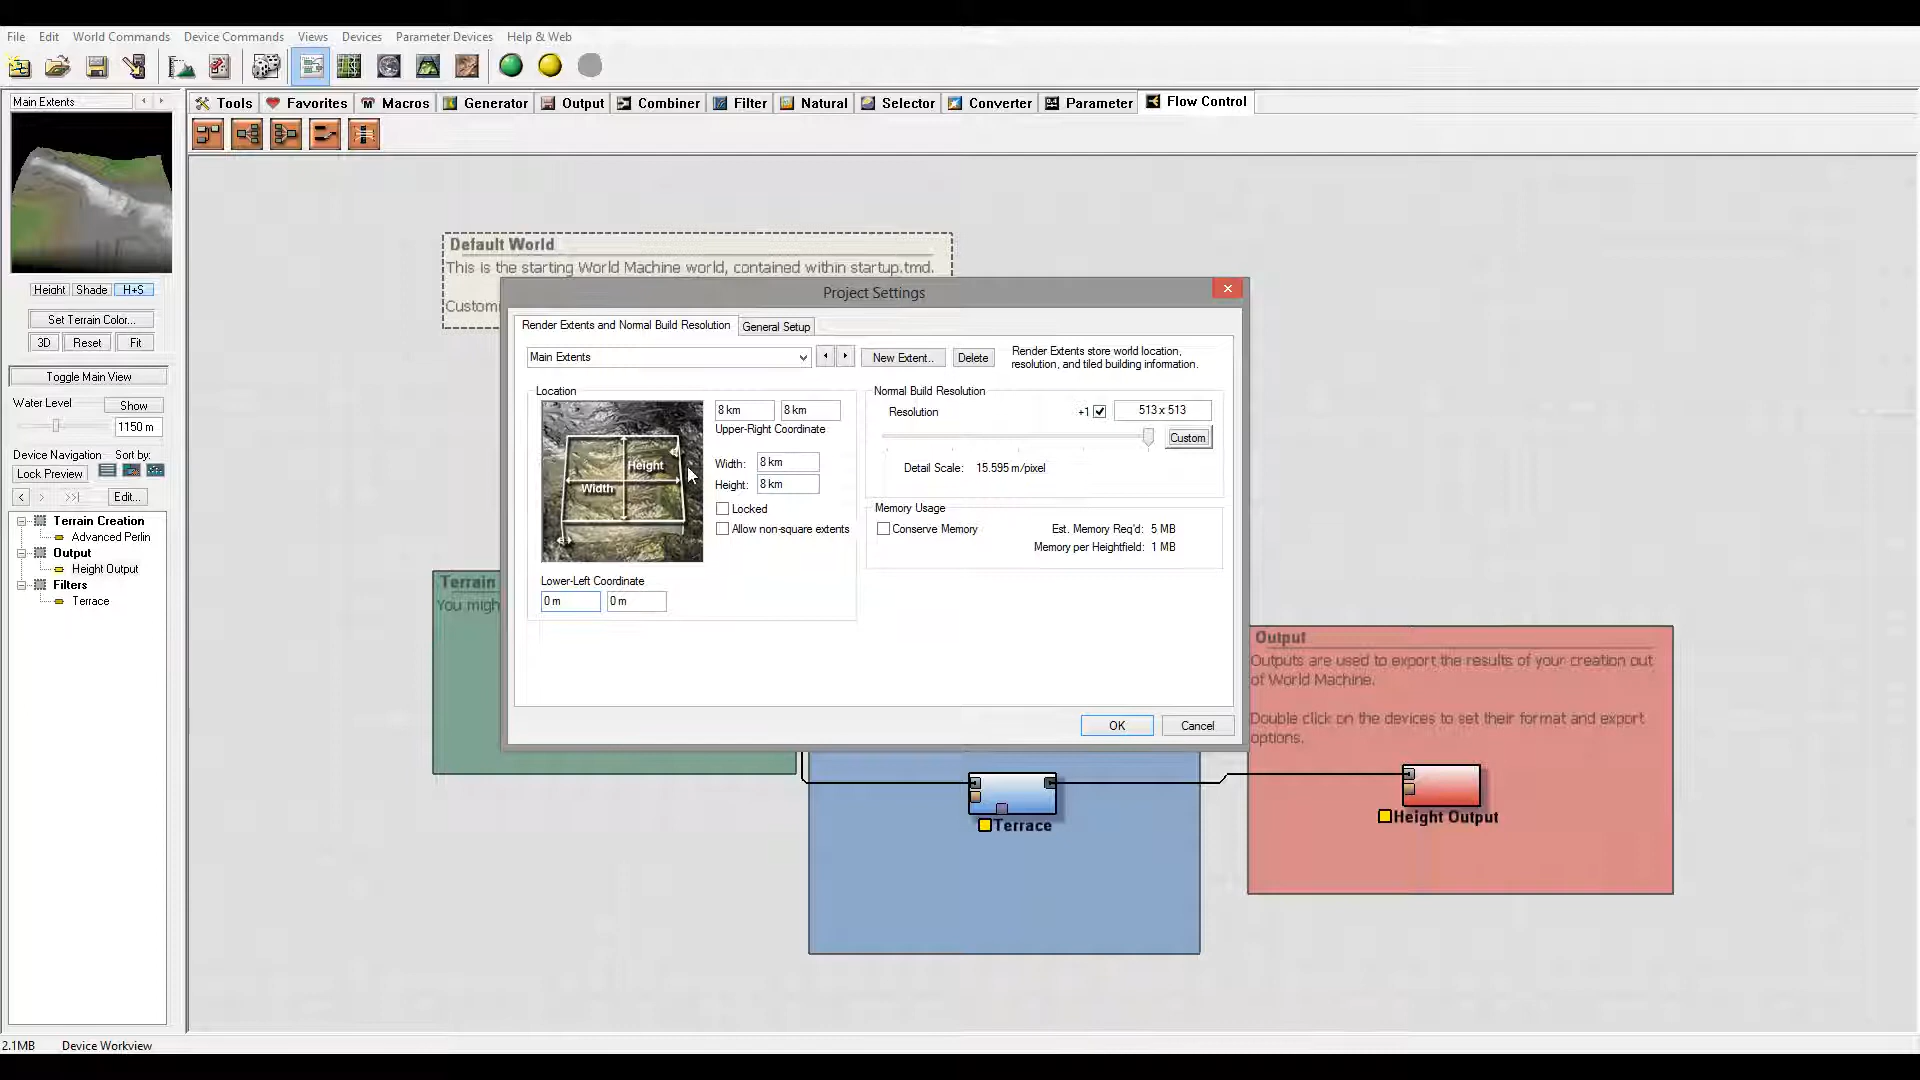 File Edit World Commands Device Commands Views Devices Parameter Devices Help & Web
Main Extents
Tools Favorites Macros Generator Output Combiner Filter Natural Selector Converter Parameter Flow Control
Height Shade H+S
Set Terrain Color...
3D Reset Fit
Toggle Main View
Water Level Show
1150 m
Device Navigation Sort by:
Lock Preview
< > >>| Edit...
Terrain Creation
Advanced Perlin
Output
Height Output
Filters
Terrace
Default World
This is the starting World Machine world, contained within startup.tmd.
Customi
Project Settings
Render Extents and Normal Build Resolution General Setup
Main Extents
New Extent.. Delete
Render Extents store world location,
resolution, and tiled building information.
Location
8 km 8 km
Upper-Right Coordinate
Width: 8 km
Height: 8 km
Height
Width
Locked
Allow non-square extents
Lower-Left Coordinate
0 m 0 m
Normal Build Resolution
Resolution +1 513 x 513
Custom
Detail Scale: 15.595 m/pixel
Memory Usage
Conserve Memory Est. Memory Req'd: 5 MB
Memory per Heightfield: 1 MB
OK Cancel
Terrain
You migh
Terrace
Output
Outputs are used to export the results of your creation out
of World Machine.
Double click on the devices to set their format and export
options.
Height Output
2.1MB Device Workview